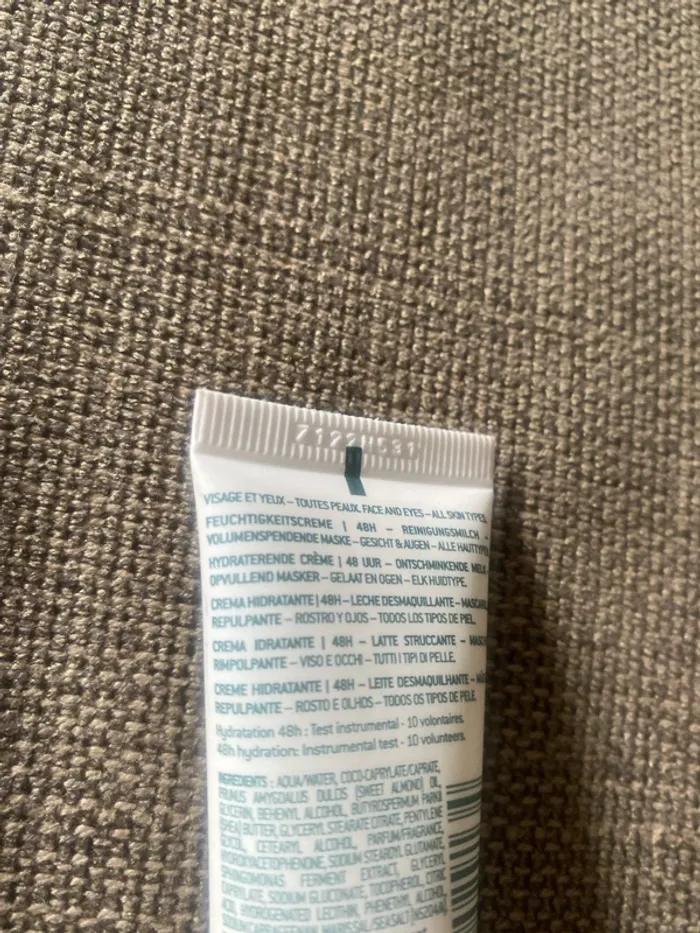 VISAGE ET YEUX – TOUTES PEAUX. FACE AND EYES – ALL SKIN TYPES.
FEUCHTIGKEITSCREME | 48H – REINIGUNGSMILCH –
VOLUMENSPENDENDE MASKE – GESICHT & AUGEN – ALLE HAUTTYPEN
HYDRATERENDE CRÈME | 48 UUR – ONTSCHMINKENDE MELK
OPVULLEND MASKER – GELAAT EN OGEN – ELK HUIDTYPE.
CREMA HIDRATANTE | 48H – LECHE DESMAQUILLANTE –
REPULPANTE – ROSTRO Y OJOS – TODOS LOS TIPOS DE PIEL.
CREMA IDRATANTE | 48H – LATTE STRUCCANTE –
RIMPOLPANTE – VISO E OCCHI – TUTTI I TIPI DI PELLE.
CREME HIDRATANTE | 48H – LEITE DESMAQUILHANTE –
REPULPANTE – ROSTO E OLHOS – TODOS OS TIPOS DE PELE.
Hydratation 48h : Test instrumental - 10 volontaires.
48h hydration: Instrumental test - 10 volunteers.
INGREDIENTS : AQUA/WATER, COCO-CAPRYLATE/CAPRATE,
PRUNUS AMYGDALUS DULCIS (SWEET ALMOND) OIL,
GLYCERIN, BEHENYL ALCOHOL, BUTYROSPERMUM PARKII
(SHEA) BUTTER, GLYCERYL STEARATE CITRATE, PENTYLENE
GLYCOL, CETEARYL ALCOHOL, PARFUM/FRAGRANCE,
HYDROXYACETOPHENONE, SODIUM STEAROYL GLUTAMATE,
SPHINGOMONAS FERMENT EXTRACT, GLYCERYL
CAPRYLATE, SODIUM GLUCONATE, TOCOPHEROL, CITRIC
ACID, HYDROGENATED LECITHIN, PHENETHYL ALCOHOL,
MARIS SAL/SEA SALT